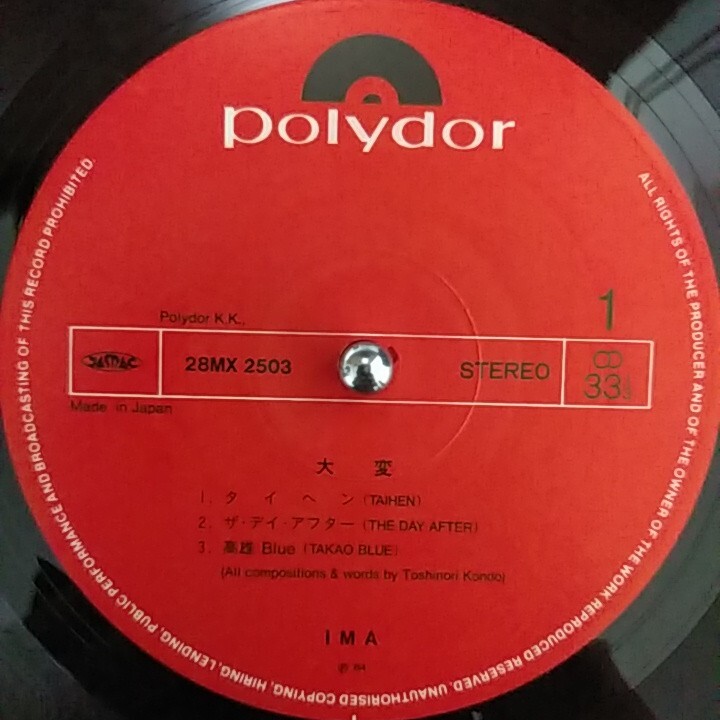 polydor
Polydor K.K.,
1
JASRAC
28MX 2503
STEREO
33⅓
Made in Japan
大 変
1. タ イ ヘ ン (TAIHEN)
2. ザ・デイ・アフター (THE DAY AFTER)
3. 高雄 Blue (TAKAO BLUE)
(All compositions & words by Toshinori Kondo)
IMA
Ⓟ '84
ALL RIGHTS OF THE PRODUCER AND OF THE OWNER OF THE WORK REPRODUCED RESERVED. UNAUTHORISED COPYING, HIRING, LENDING, PUBLIC PERFORMANCE AND BROADCASTING OF THIS RECORD PROHIBITED.